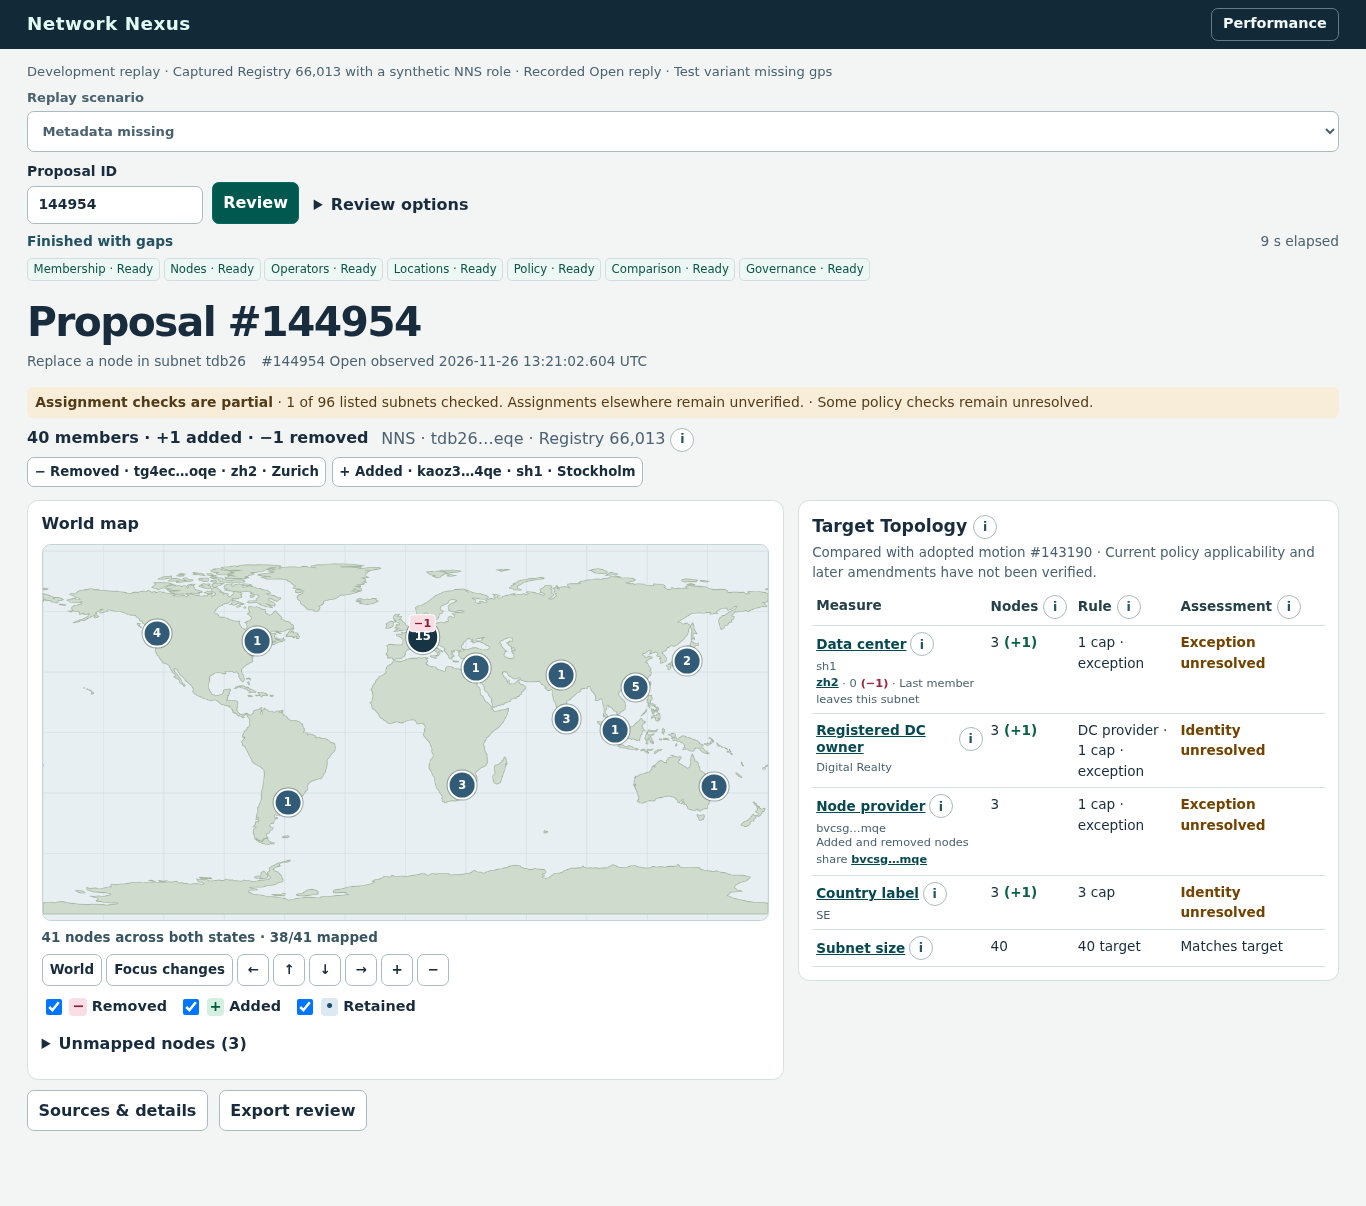 Network Nexus
Performance
Development replay · Captured Registry 66,013 with a synthetic NNS role · Recorded Open reply · Test variant missing gps
Replay scenario
Metadata missing
Proposal ID
144954
Review
▶ Review options
Finished with gaps
9 s elapsed
Membership · Ready
Nodes · Ready
Operators · Ready
Locations · Ready
Policy · Ready
Comparison · Ready
Governance · Ready
Proposal #144954
Replace a node in subnet tdb26 #144954 Open observed 2026-11-26 13:21:02.604 UTC
Assignment checks are partial · 1 of 96 listed subnets checked. Assignments elsewhere remain unverified. · Some policy checks remain unresolved.
40 members · +1 added · −1 removed NNS · tdb26…eqe · Registry 66,013 i
− Removed · tg4ec…oqe · zh2 · Zurich
+ Added · kaoz3…4qe · sh1 · Stockholm
World map
4
1
−1
15
1
1
2
5
3
1
3
1
1
41 nodes across both states · 38/41 mapped
World
Focus changes
←
↑
↓
→
+
−
− Removed
+ Added
• Retained
▶ Unmapped nodes (3)
Target Topology i
Compared with adopted motion #143190 · Current policy applicability and
later amendments have not been verified.
Measure Nodes i Rule i Assessment i
Data center i 3 (+1) 1 cap · Exception
exception unresolved
sh1
zh2 · 0 (−1) · Last member
leaves this subnet
Registered DC i 3 (+1) DC provider · Identity
owner 1 cap · unresolved
Digital Realty exception
Node provider i 3 1 cap · Exception
exception unresolved
bvcsg…mqe
Added and removed nodes
share bvcsg…mqe
Country label i 3 (+1) 3 cap Identity
SE unresolved
Subnet size i 40 40 target Matches target
Sources & details
Export review